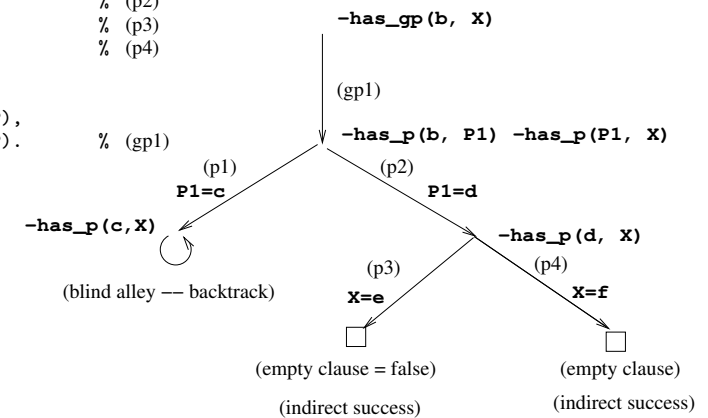 % (p2)
% (p3)
% (p4)
),
). % (gp1)
-has_gp(b, X)
(gp1)
-has_p(b, P1) -has_p(P1, X)
(p1)
P1=c
(p2)
P1=d
-has_p(c,X)
-has_p(d, X)
(blind alley -- backtrack)
(p3)
X=e
(p4)
X=f
(empty clause = false)
(empty clause)
(indirect success)
(indirect success)